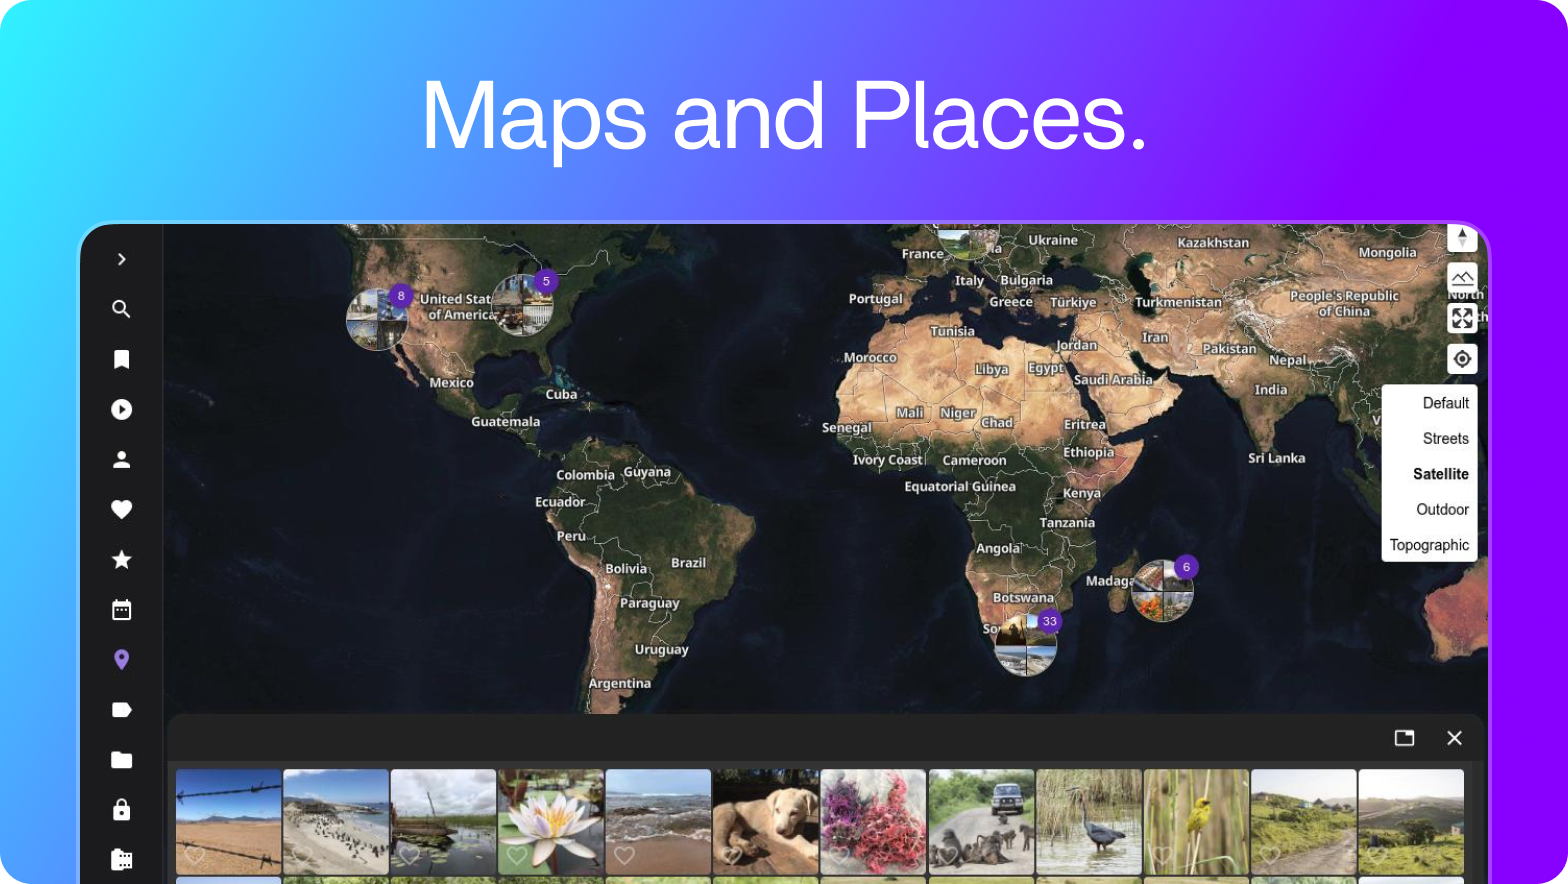 Maps and Places.
Ukraine
Kazakhstan
Mongolia
France
Italy
Bulgaria
Portugal
Greece
Türkiye
Turkmenistan
People's Republic
of China
North
8
5
United
of America
Tunisia
Jordan
Iran
Pakistan
Nepal
Morocco
Libya
Egypt
Saudi Arabia
India
Mexico
Cuba
Guatemala
Mali
Niger
Chad
Senegal
Eritrea
Default
Streets
Satellite
Outdoor
Topographic
Ivory Coast
Cameroon
Ethiopia
Sri Lanka
Colombia
Guyana
Equatorial Guinea
Kenya
Ecuador
Tanzania
Peru
Angola
Bolivia
Brazil
6
Botswana
Paraguay
33
Uruguay
Argentina